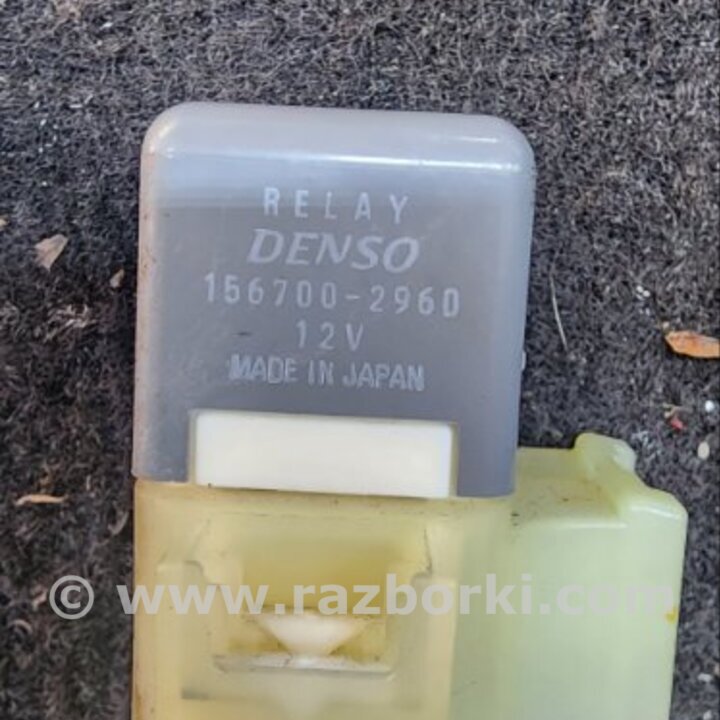 RELAY
DENSO
156700-2960
12V
MADE IN JAPAN
© www.razborki.com